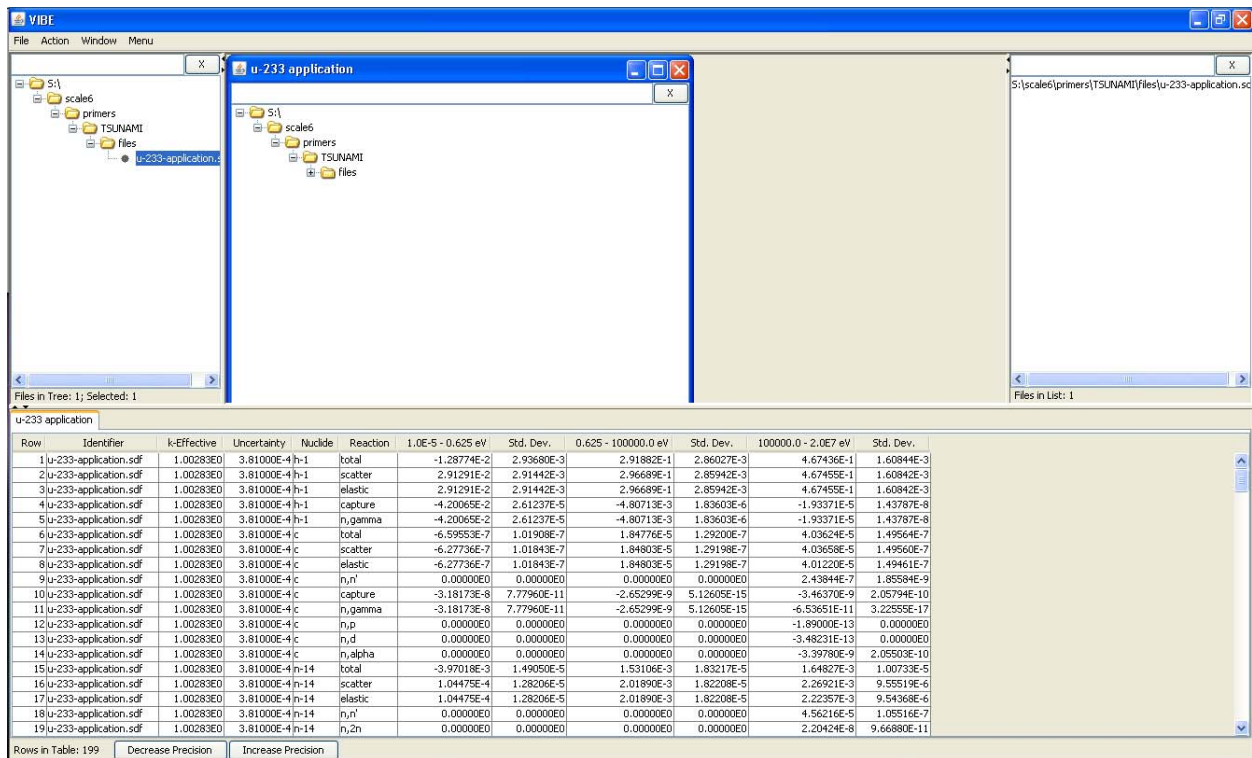 VIBE
File Action Window Menu
X
S:\
scale6
primers
TSUNAMI
files
u-233-application.s
Files in Tree: 1; Selected: 1
u-233 application
X
S:\
scale6
primers
TSUNAMI
files
X
S:\scale6\primers\TSUNAMI\files\u-233-application.sc
Files in List: 1
u-233 application
Row Identifier k-Effective Uncertainty Nuclide Reaction 1.0E-5 - 0.625 eV Std. Dev. 0.625 - 100000.0 eV Std. Dev. 100000.0 - 2.0E7 eV Std. Dev.
1 u-233-application.sdf 1.00283E0 3.81000E-4 h-1 total -1.28774E-2 2.93680E-3 2.91882E-1 2.86027E-3 4.67436E-1 1.60844E-3
2 u-233-application.sdf 1.00283E0 3.81000E-4 h-1 scatter 2.91291E-2 2.91442E-3 2.96689E-1 2.85942E-3 4.67455E-1 1.60842E-3
3 u-233-application.sdf 1.00283E0 3.81000E-4 h-1 elastic 2.91291E-2 2.91442E-3 2.96689E-1 2.85942E-3 4.67455E-1 1.60842E-3
4 u-233-application.sdf 1.00283E0 3.81000E-4 h-1 capture -4.20065E-2 2.61237E-5 -4.80713E-3 1.83603E-6 -1.93371E-5 1.43787E-8
5 u-233-application.sdf 1.00283E0 3.81000E-4 h-1 n,gamma -4.20065E-2 2.61237E-5 -4.80713E-3 1.83603E-6 -1.93371E-5 1.43787E-8
6 u-233-application.sdf 1.00283E0 3.81000E-4 c total -6.59553E-7 1.01908E-7 1.84776E-5 1.29200E-7 4.03624E-5 1.49564E-7
7 u-233-application.sdf 1.00283E0 3.81000E-4 c scatter -6.27736E-7 1.01843E-7 1.84803E-5 1.29198E-7 4.03658E-5 1.49560E-7
8 u-233-application.sdf 1.00283E0 3.81000E-4 c elastic -6.27736E-7 1.01843E-7 1.84803E-5 1.29198E-7 4.01220E-5 1.49461E-7
9 u-233-application.sdf 1.00283E0 3.81000E-4 c n,n' 0.00000E0 0.00000E0 0.00000E0 0.00000E0 2.43844E-7 1.85584E-9
10 u-233-application.sdf 1.00283E0 3.81000E-4 c capture -3.18173E-8 7.77960E-11 -2.65299E-9 5.12605E-15 -3.46370E-9 2.05794E-10
11 u-233-application.sdf 1.00283E0 3.81000E-4 c n,gamma -3.18173E-8 7.77960E-11 -2.65299E-9 5.12605E-15 -6.53651E-11 3.22555E-17
12 u-233-application.sdf 1.00283E0 3.81000E-4 c n,p 0.00000E0 0.00000E0 0.00000E0 0.00000E0 -1.89000E-13 0.00000E0
13 u-233-application.sdf 1.00283E0 3.81000E-4 c n,d 0.00000E0 0.00000E0 0.00000E0 0.00000E0 -3.48231E-13 0.00000E0
14 u-233-application.sdf 1.00283E0 3.81000E-4 c n,alpha 0.00000E0 0.00000E0 0.00000E0 0.00000E0 -3.39780E-9 2.05503E-10
15 u-233-application.sdf 1.00283E0 3.81000E-4 n-14 total -3.97018E-3 1.49050E-5 1.53106E-3 1.83217E-5 1.64827E-3 1.00733E-5
16 u-233-application.sdf 1.00283E0 3.81000E-4 n-14 scatter 1.04475E-4 1.28206E-5 2.01890E-3 1.82208E-5 2.26921E-3 9.55519E-6
17 u-233-application.sdf 1.00283E0 3.81000E-4 n-14 elastic 1.04475E-4 1.28206E-5 2.01890E-3 1.82208E-5 2.22357E-3 9.54368E-6
18 u-233-application.sdf 1.00283E0 3.81000E-4 n-14 n,n' 0.00000E0 0.00000E0 0.00000E0 0.00000E0 4.56216E-5 1.05516E-7
19 u-233-application.sdf 1.00283E0 3.81000E-4 n-14 n,2n 0.00000E0 0.00000E0 0.00000E0 0.00000E0 2.20424E-8 9.66880E-11
Rows in Table: 199 Decrease Precision Increase Precision